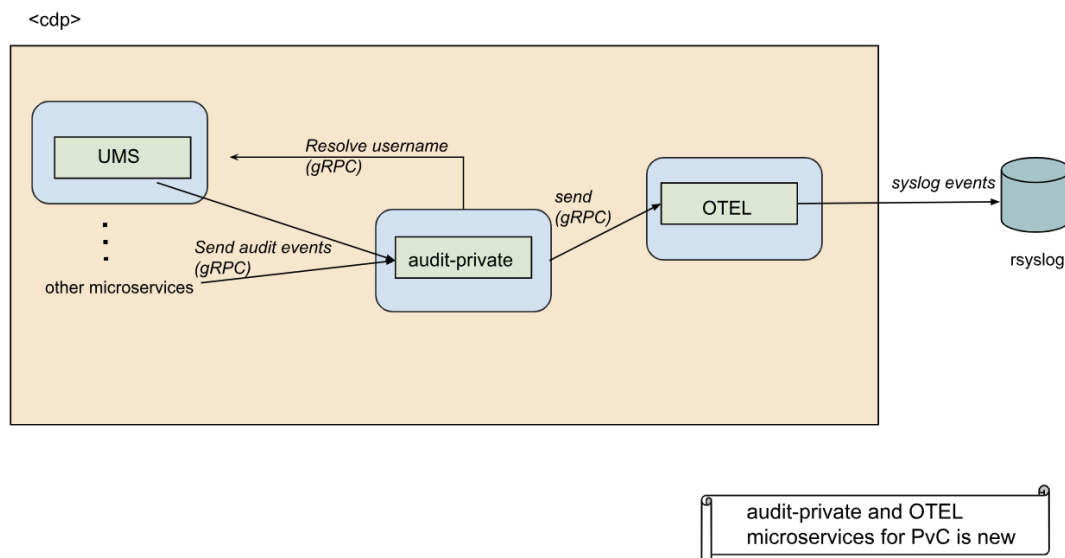 <cdp>
UMS
Resolve username
(gRPC)
send
(gRPC)
OTEL
syslog events
Send audit events
(gRPC)
audit-private
other microservices
rsyslog
audit-private and OTEL
microservices for PvC is new